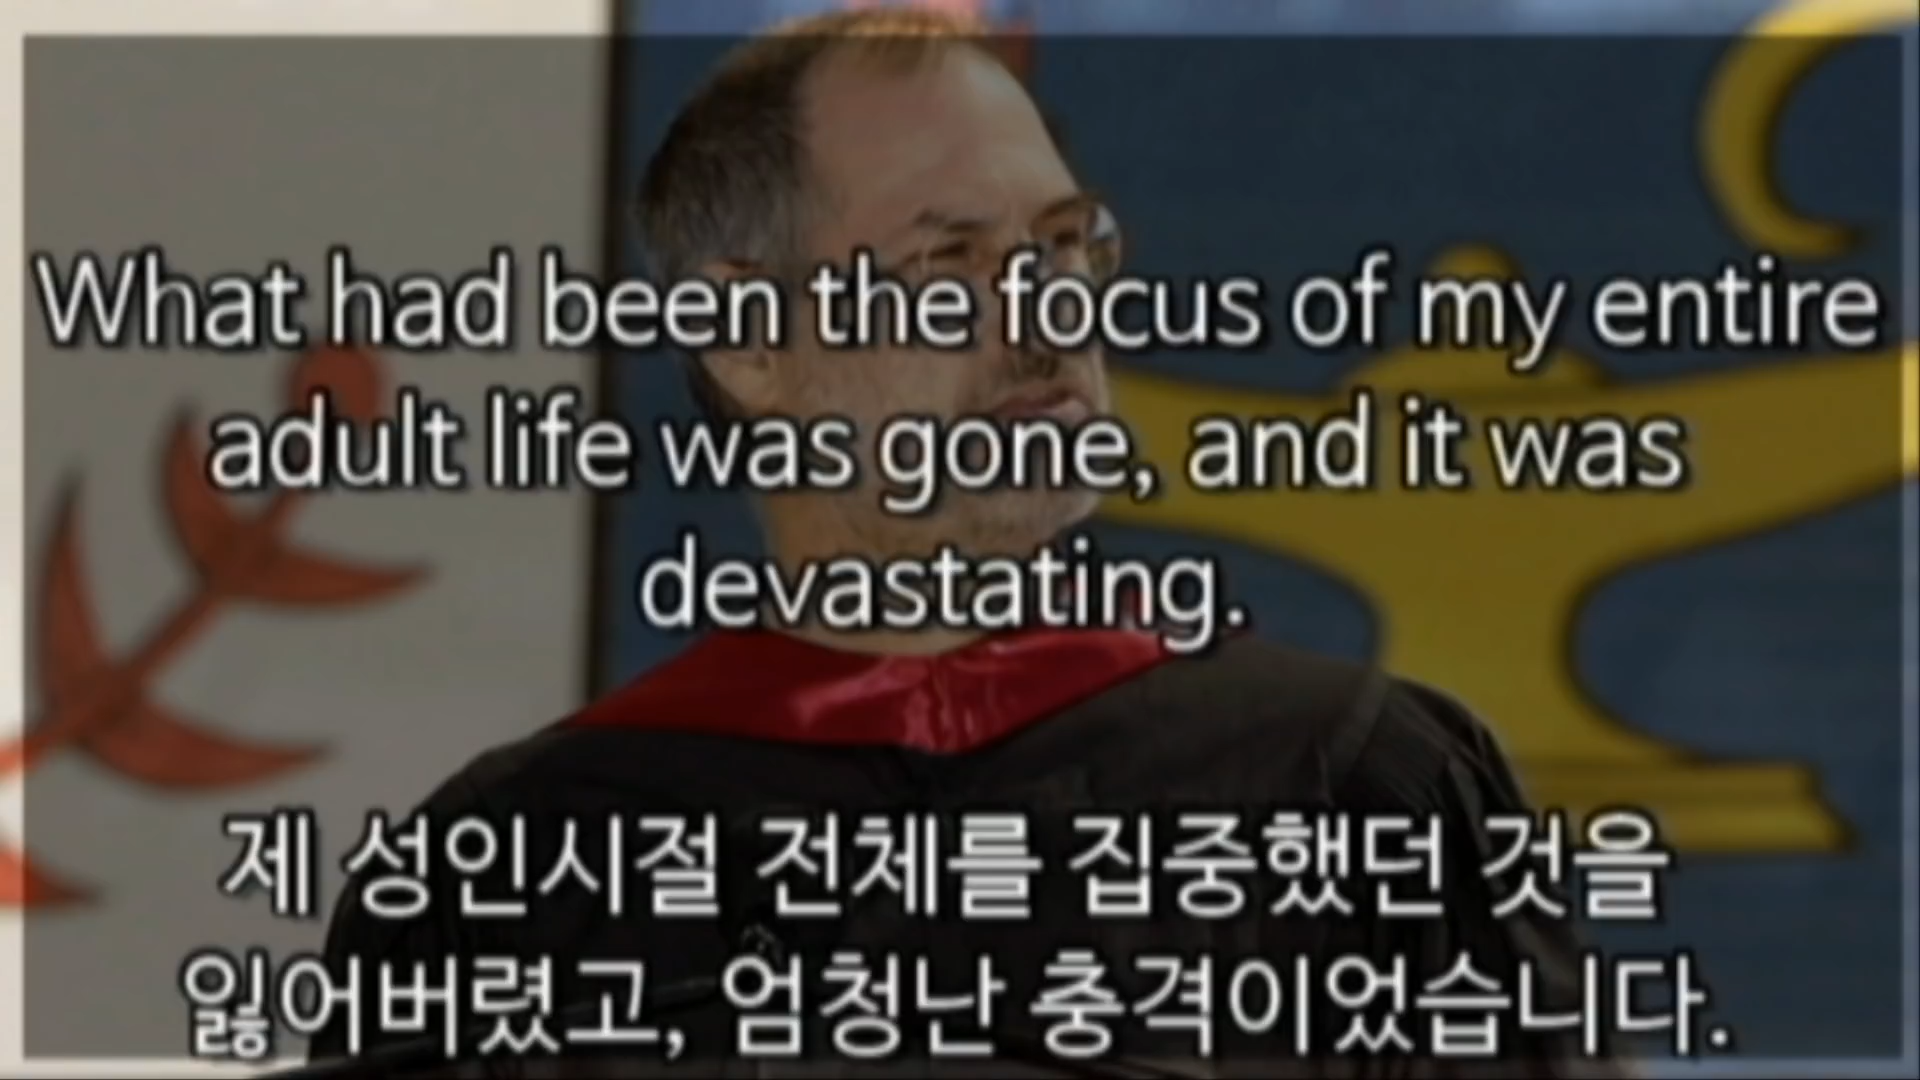 What had been the focus of my entire
adult life was gone, and it was
devastating.
제 성인시절 전체를 집중했던 것을
잃어버렸고, 엄청난 충격이었습니다.